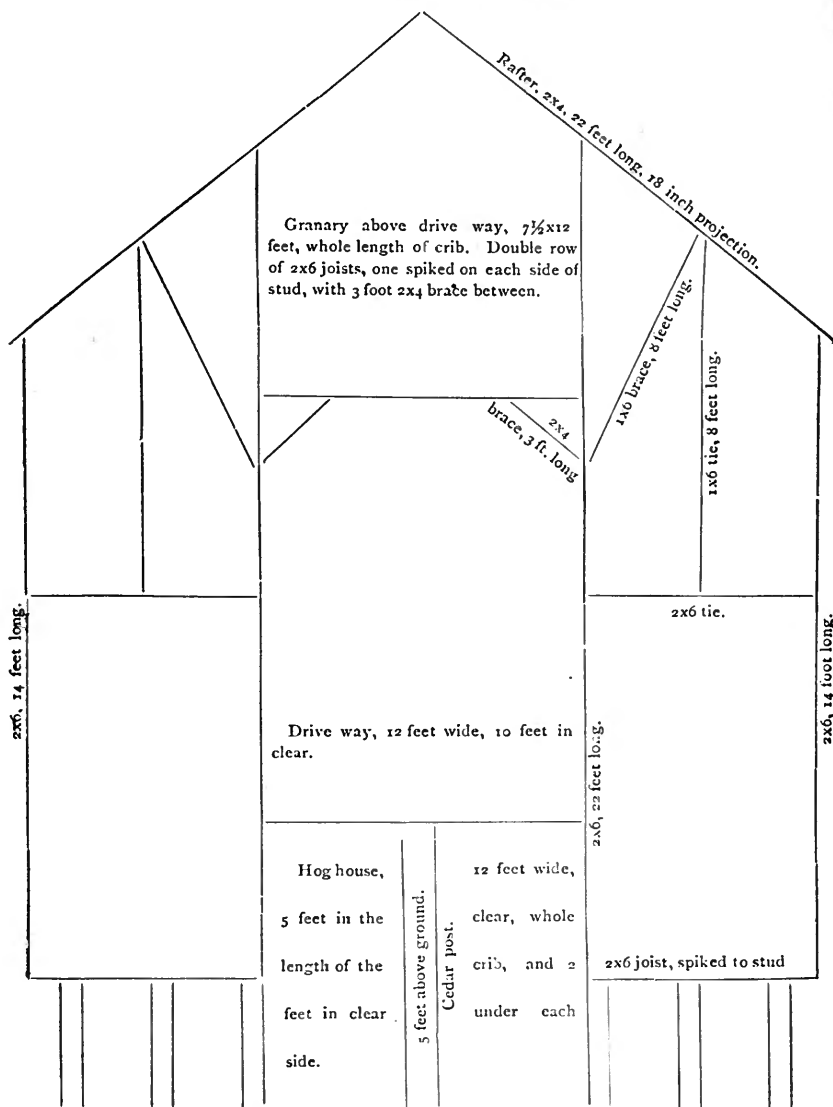 Rafter, 2x4, 22 feet long, 18 inch projection.
Granary above drive way, 7½x12
feet, whole length of crib. Double row
of 2x6 joists, one spiked on each side of
stud, with 3 foot 2x4 brace between.
1x6 brace, 8 feet long.
1x6 tie, 8 feet long.
2x4
brace, 3 ft. long
2x6, 14 feet long.
2x6 tie.
2x6, 14 foot long.
Drive way, 12 feet wide, 10 feet in
clear.
2x6, 22 feet long.
Hog house,
5 feet in the
length of the
feet in clear
side.
5 feet above ground.
Cedar post.
12 feet wide,
clear, whole
crib, and 2
under each
2x6 joist, spiked to stud